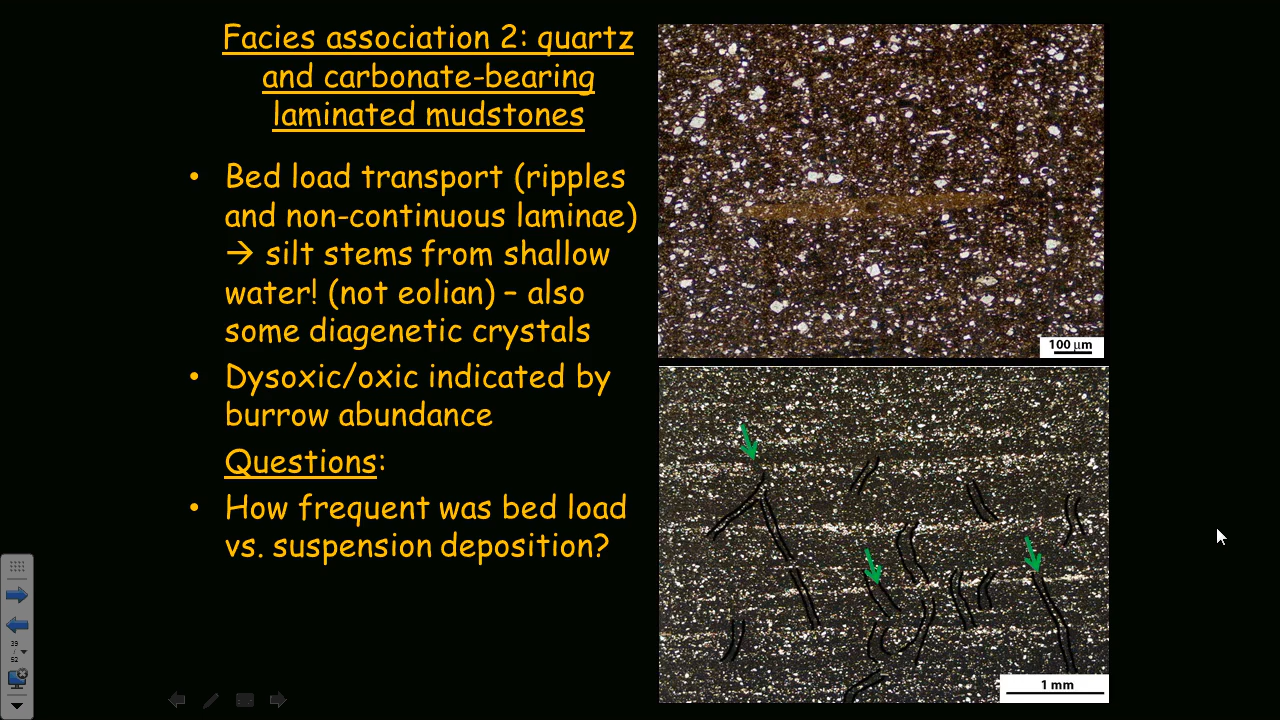 Facies association 2: quartz
and carbonate-bearing
laminated mudstones
• Bed load transport (ripples
and non-continuous laminae)
→ silt stems from shallow
water! (not eolian) – also
some diagenetic crystals
• Dysoxic/oxic indicated by
burrow abundance
Questions:
• How frequent was bed load
vs. suspension deposition?
100 µm
1 mm
39
/
52